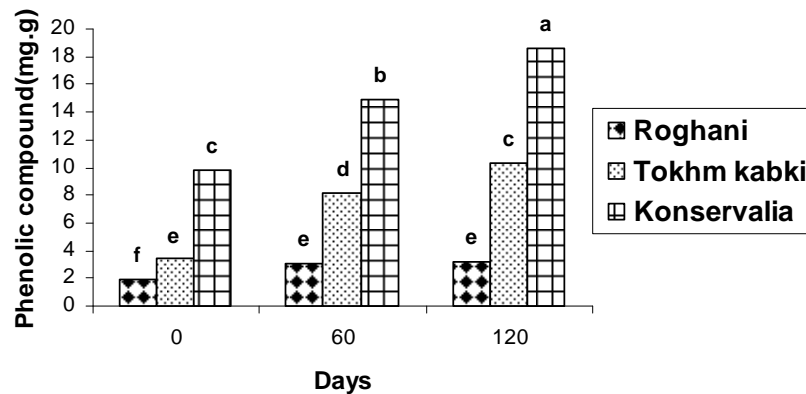 Phenolic compound(mg.g)
20
18
16
14
12
10
8
6
4
2
0
f e c
e d b
e c a
0 60 120
Days
Roghani
Tokhm kabki
Konservalia